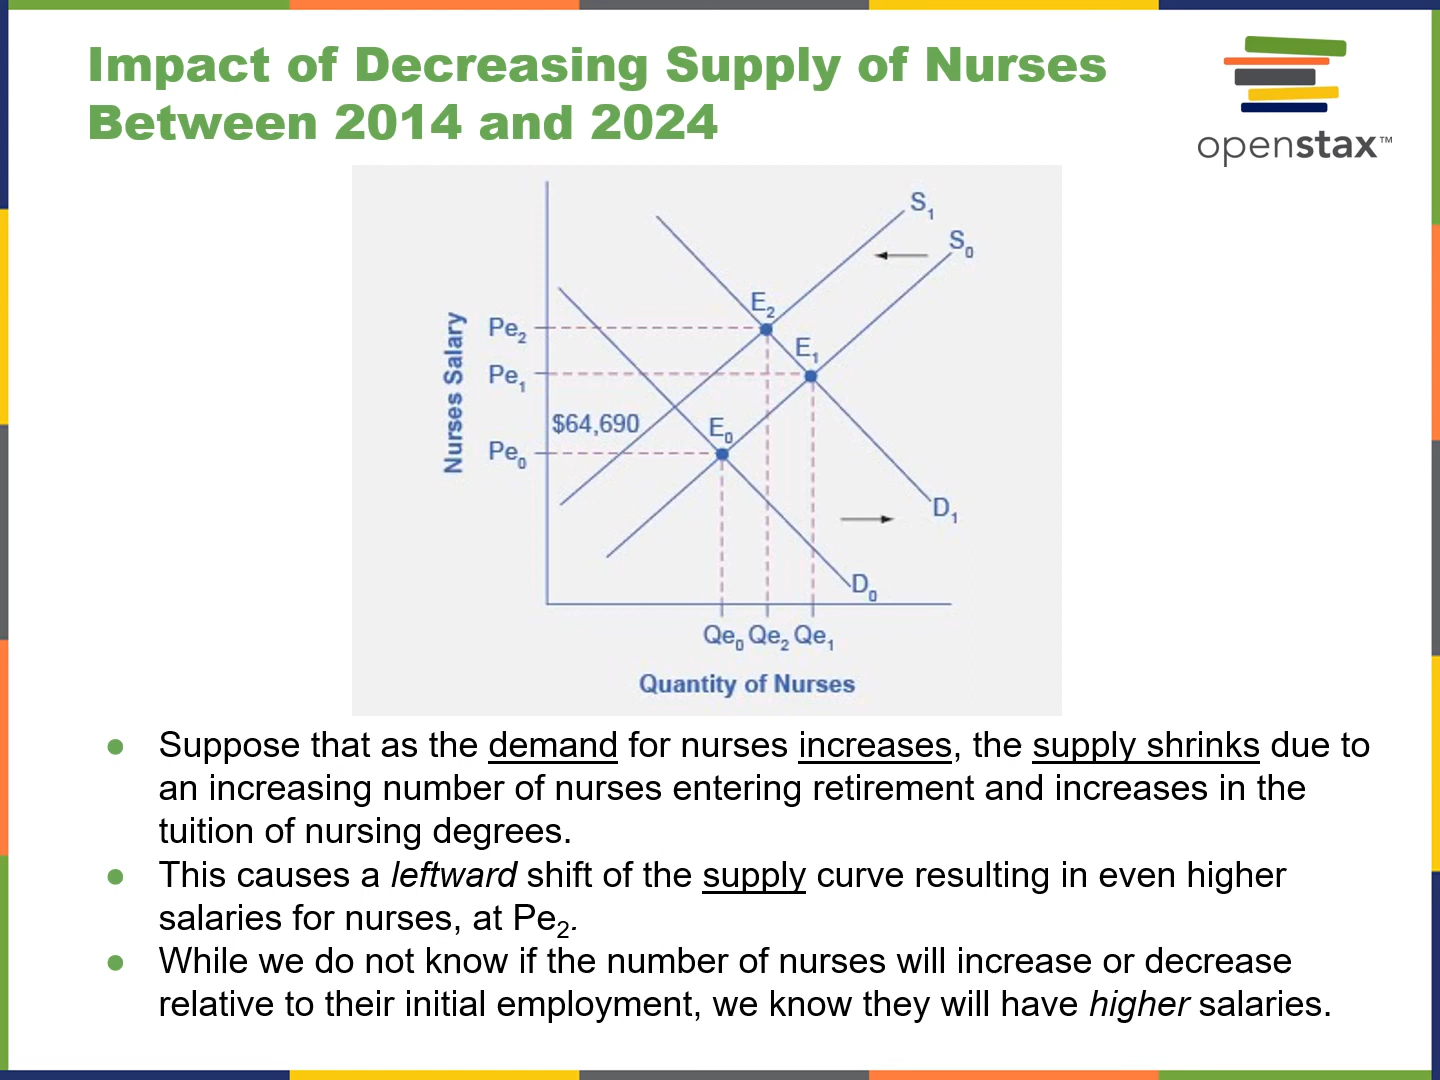 Impact of Decreasing Supply of Nurses
Between 2014 and 2024
openstax™
S₁
S₀
E₂
Pe₂
E₁
Pe₁
Nurses Salary
$64,690
E₀
Pe₀
D₁
D₀
Qe₀ Qe₂ Qe₁
Quantity of Nurses
● Suppose that as the demand for nurses increases, the supply shrinks due to
an increasing number of nurses entering retirement and increases in the
tuition of nursing degrees.
● This causes a leftward shift of the supply curve resulting in even higher
salaries for nurses, at Pe₂.
● While we do not know if the number of nurses will increase or decrease
relative to their initial employment, we know they will have higher salaries.